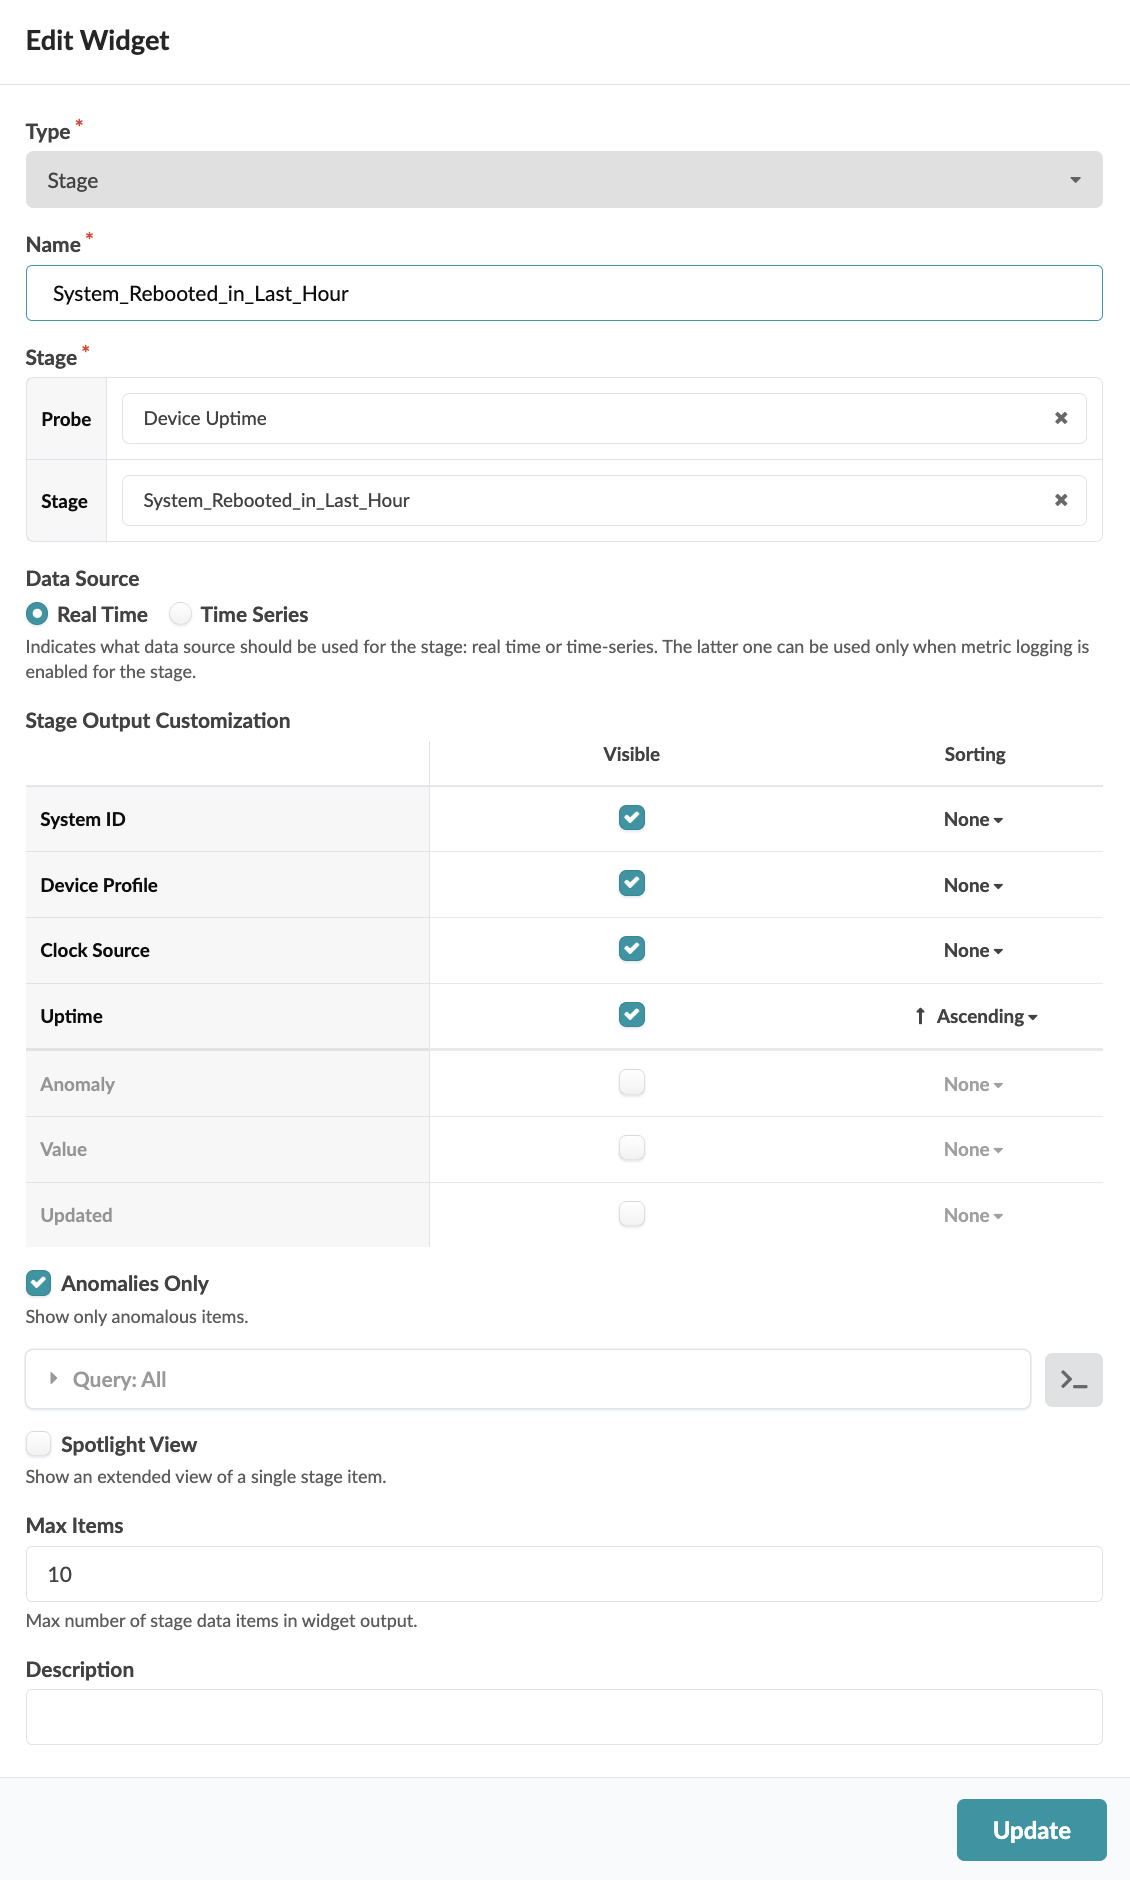 Edit Widget
Type *
Stage
Name *
System_Rebooted_in_Last_Hour
Stage *
Probe Device Uptime
Stage System_Rebooted_in_Last_Hour
Data Source
Real Time Time Series
Indicates what data source should be used for the stage: real time or time-series. The latter one can be used only when metric logging is
enabled for the stage.
Stage Output Customization
Visible Sorting
System ID None
Device Profile None
Clock Source None
Uptime ↑ Ascending
Anomaly None
Value None
Updated None
Anomalies Only
Show only anomalous items.
Query: All >_
Spotlight View
Show an extended view of a single stage item.
Max Items
10
Max number of stage data items in widget output.
Description
Update